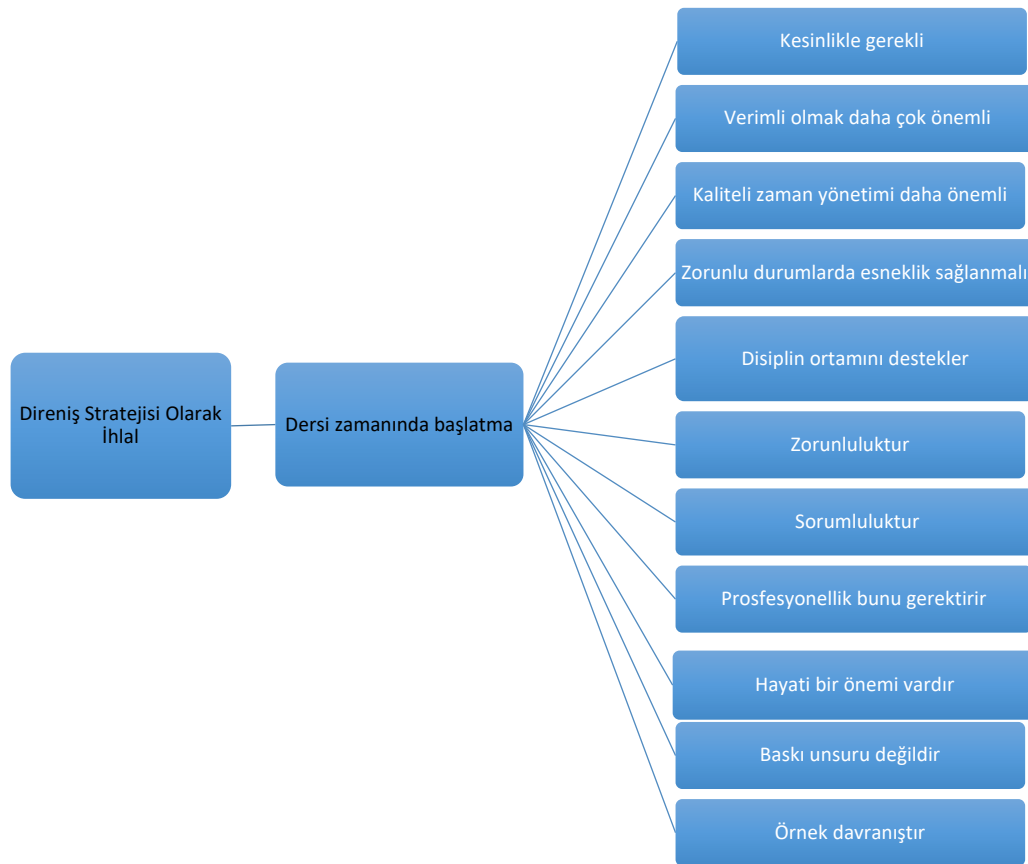 Direniş Stratejisi Olarak
İhlal
Dersi zamanında başlatma
Kesinlikle gerekli
Verimli olmak daha çok önemli
Kaliteli zaman yönetimi daha önemli
Zorunlu durumlarda esneklik sağlanmalı
Disiplin ortamını destekler
Zorunluluktur
Sorumluluktur
Prosfesyonellik bunu gerektirir
Hayati bir önemi vardır
Baskı unsuru değildir
Örnek davranıştır